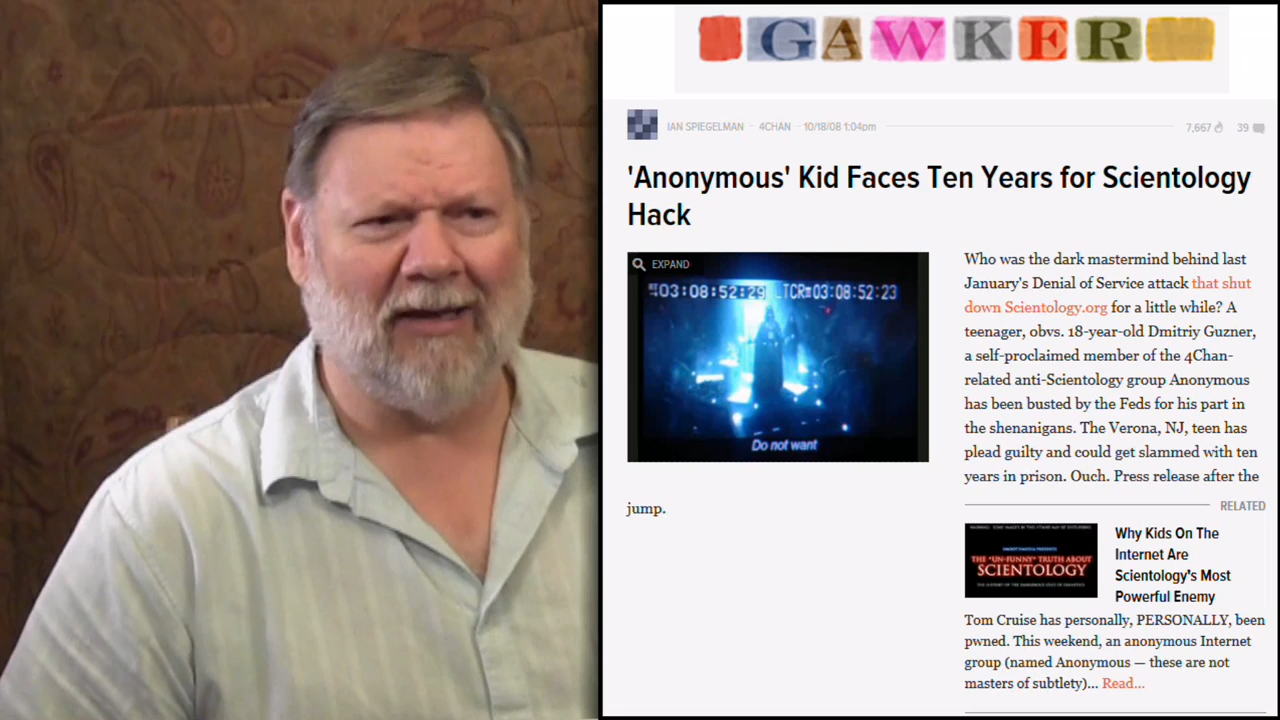 GAWKER
IAN SPIEGELMAN 4CHAN 10/18/08 1:04pm 7,667 39
'Anonymous' Kid Faces Ten Years for Scientology
Hack
EXPAND
03:08:52:29 LTCR 03:08:52:23
Do not want
Who was the dark mastermind behind last
January's Denial of Service attack that shut
down Scientology.org for a little while? A
teenager, obvs. 18-year-old Dmitriy Guzner,
a self-proclaimed member of the 4Chan-
related anti-Scientology group Anonymous
has been busted by the Feds for his part in
the shenanigans. The Verona, NJ, teen has
plead guilty and could get slammed with ten
years in prison. Ouch. Press release after the
jump.
RELATED
THE "UN-FUNNY" TRUTH ABOUT
SCIENTOLOGY
Why Kids On The
Internet Are
Scientology's Most
Powerful Enemy
Tom Cruise has personally, PERSONALLY, been
pwned. This weekend, an anonymous Internet
group (named Anonymous — these are not
masters of subtlety)... Read...